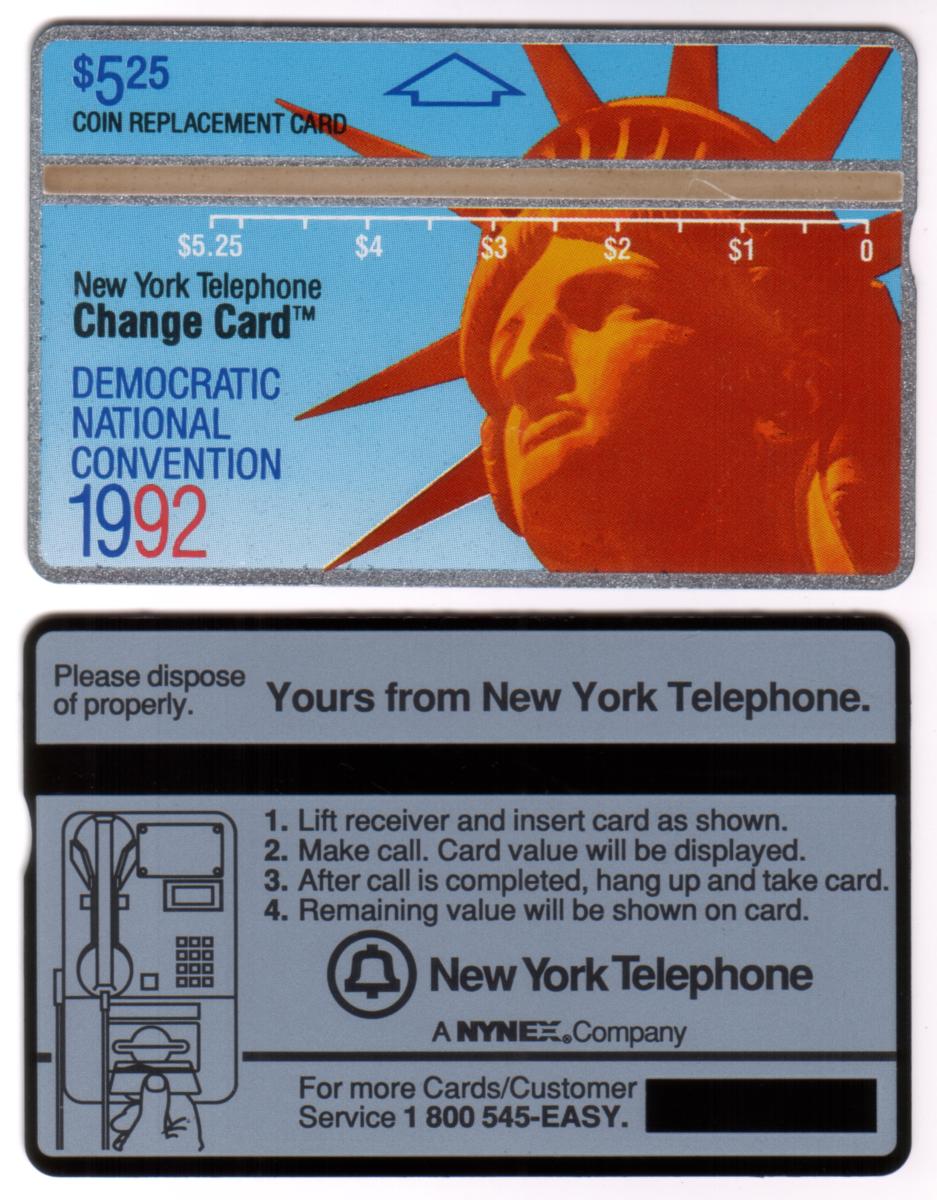 $5.25
COIN REPLACEMENT CARD
$5.25 $4 $3 $2 $1 0
New York Telephone
Change Card™
DEMOCRATIC
NATIONAL
CONVENTION
1992
Please dispose
of properly.
Yours from New York Telephone.
1. Lift receiver and insert card as shown.
2. Make call. Card value will be displayed.
3. After call is completed, hang up and take card.
4. Remaining value will be shown on card.
New York Telephone
A NYNEX® Company
For more Cards/Customer
Service 1 800 545-EASY.